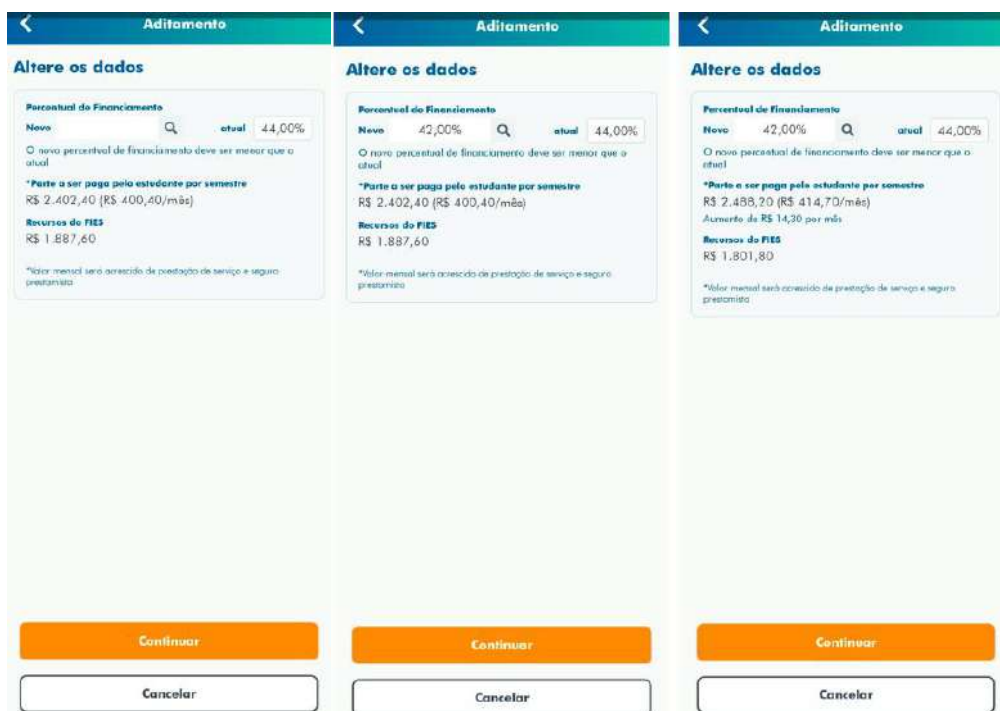 Aditamento
Altere os dados
Percentual de Financiamento
Novo atual 44,00%
O novo percentual de financiamento deve ser menor que o
atual
*Parte a ser paga pelo estudante por semestre
R$ 2.402,40 (R$ 400,40/mês)
Recursos do FIES
R$ 1.887,60
*Valor mensal será acrescido de prestação de serviço e seguro
prestamista
Continuar
Cancelar
Aditamento
Altere os dados
Percentual de Financiamento
Novo 42,00% atual 44,00%
O novo percentual de financiamento deve ser menor que o
atual
*Parte a ser paga pelo estudante por semestre
R$ 2.402,40 (R$ 400,40/mês)
Recursos do FIES
R$ 1.887,60
*Valor mensal será acrescido de prestação de serviço e seguro
prestamista
Continuar
Cancelar
Aditamento
Altere os dados
Percentual de Financiamento
Novo 42,00% atual 44,00%
O novo percentual de financiamento deve ser menor que o
atual
*Parte a ser paga pelo estudante por semestre
R$ 2.488,20 (R$ 414,70/mês)
Aumento de R$ 14,30 por mês
Recursos do FIES
R$ 1.801,80
*Valor mensal será acrescido de prestação de serviço e seguro
prestamista
Continuar
Cancelar